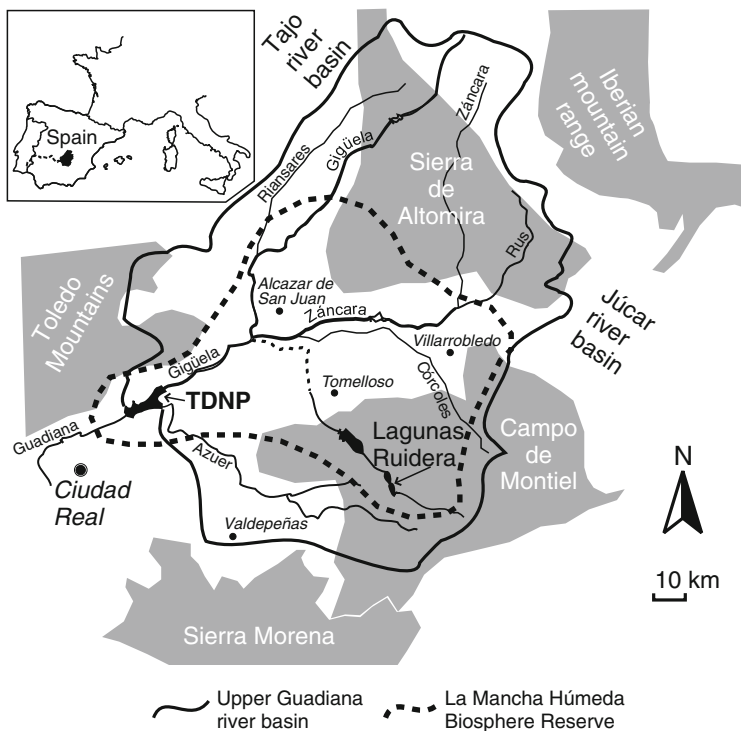 Spain
Tajo
river
basin
Iberian
mountain
range
Záncara
Gigüela
Riansares
Sierra
de
Altomira
Rus
Toledo
Mountains
Alcazar de
San Juan
Záncara
Júcar
river
basin
Villarrobledo
Gigüela
Tomelloso
Córcoles
TDNP
Guadiana
Lagunas
Ruidera
Campo
de
Montiel
Azuer
Ciudad
Real
Valdepeñas
N
10 km
Sierra Morena
Upper Guadiana
river basin
La Mancha Húmeda
Biosphere Reserve